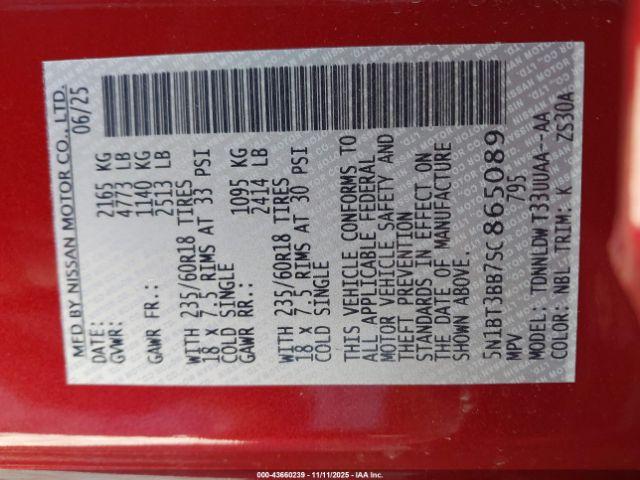 MFD BY NISSAN MOTOR CO., LTD.
DATE: 06/25
GVWR: 2165 KG
4773 LB
GAWR FR.: 1140 KG
2513 LB
WITH 235/60R18 TIRES
18 X 7.5 RIMS AT 33 PSI
COLD SINGLE
GAWR RR.: 1095 KG
2414 LB
WITH 235/60R18 TIRES
18 X 7.5 RIMS AT 30 PSI
COLD SINGLE
THIS VEHICLE CONFORMS TO
ALL APPLICABLE FEDERAL
MOTOR VEHICLE SAFETY AND
THEFT PREVENTION
STANDARDS IN EFFECT ON
THE DATE OF MANUFACTURE
SHOWN ABOVE.
5N1BT3BB7SC865089
MPV 795
MODEL: TDNNLDWT33UUAA--AA
COLOR: NBL TRIM: K ZS30A
000-43660239 - 11/11/2025 - IAA Inc.